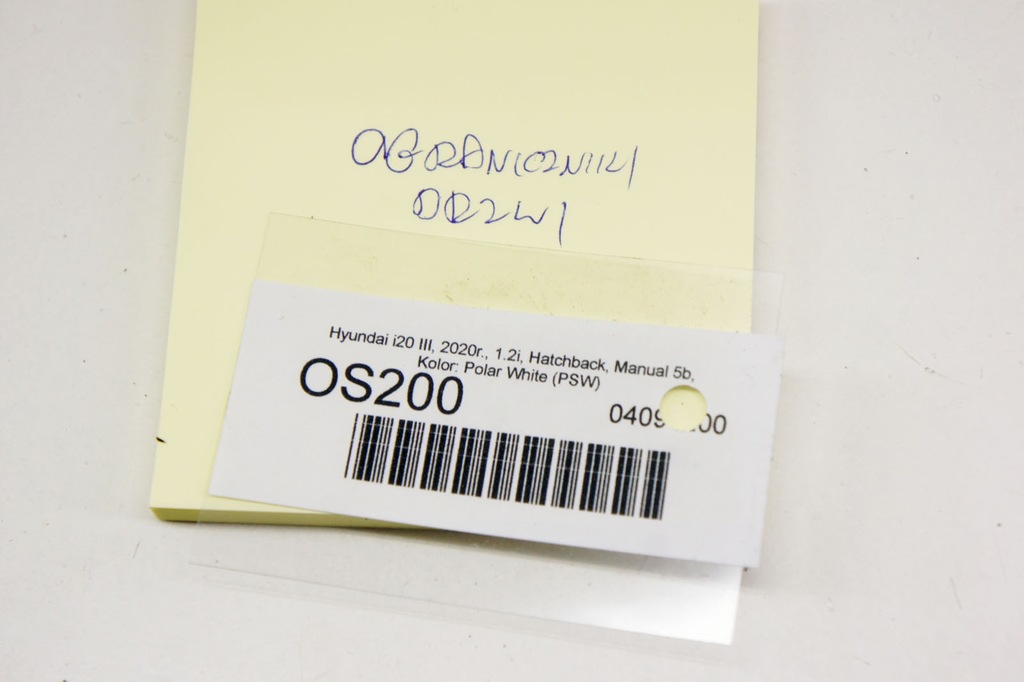 OGRANICZNIKI
DRZWI
Hyundai i20 III, 2020r., 1.2i, Hatchback, Manual 5b,
Kolor: Polar White (PSW)
OS200